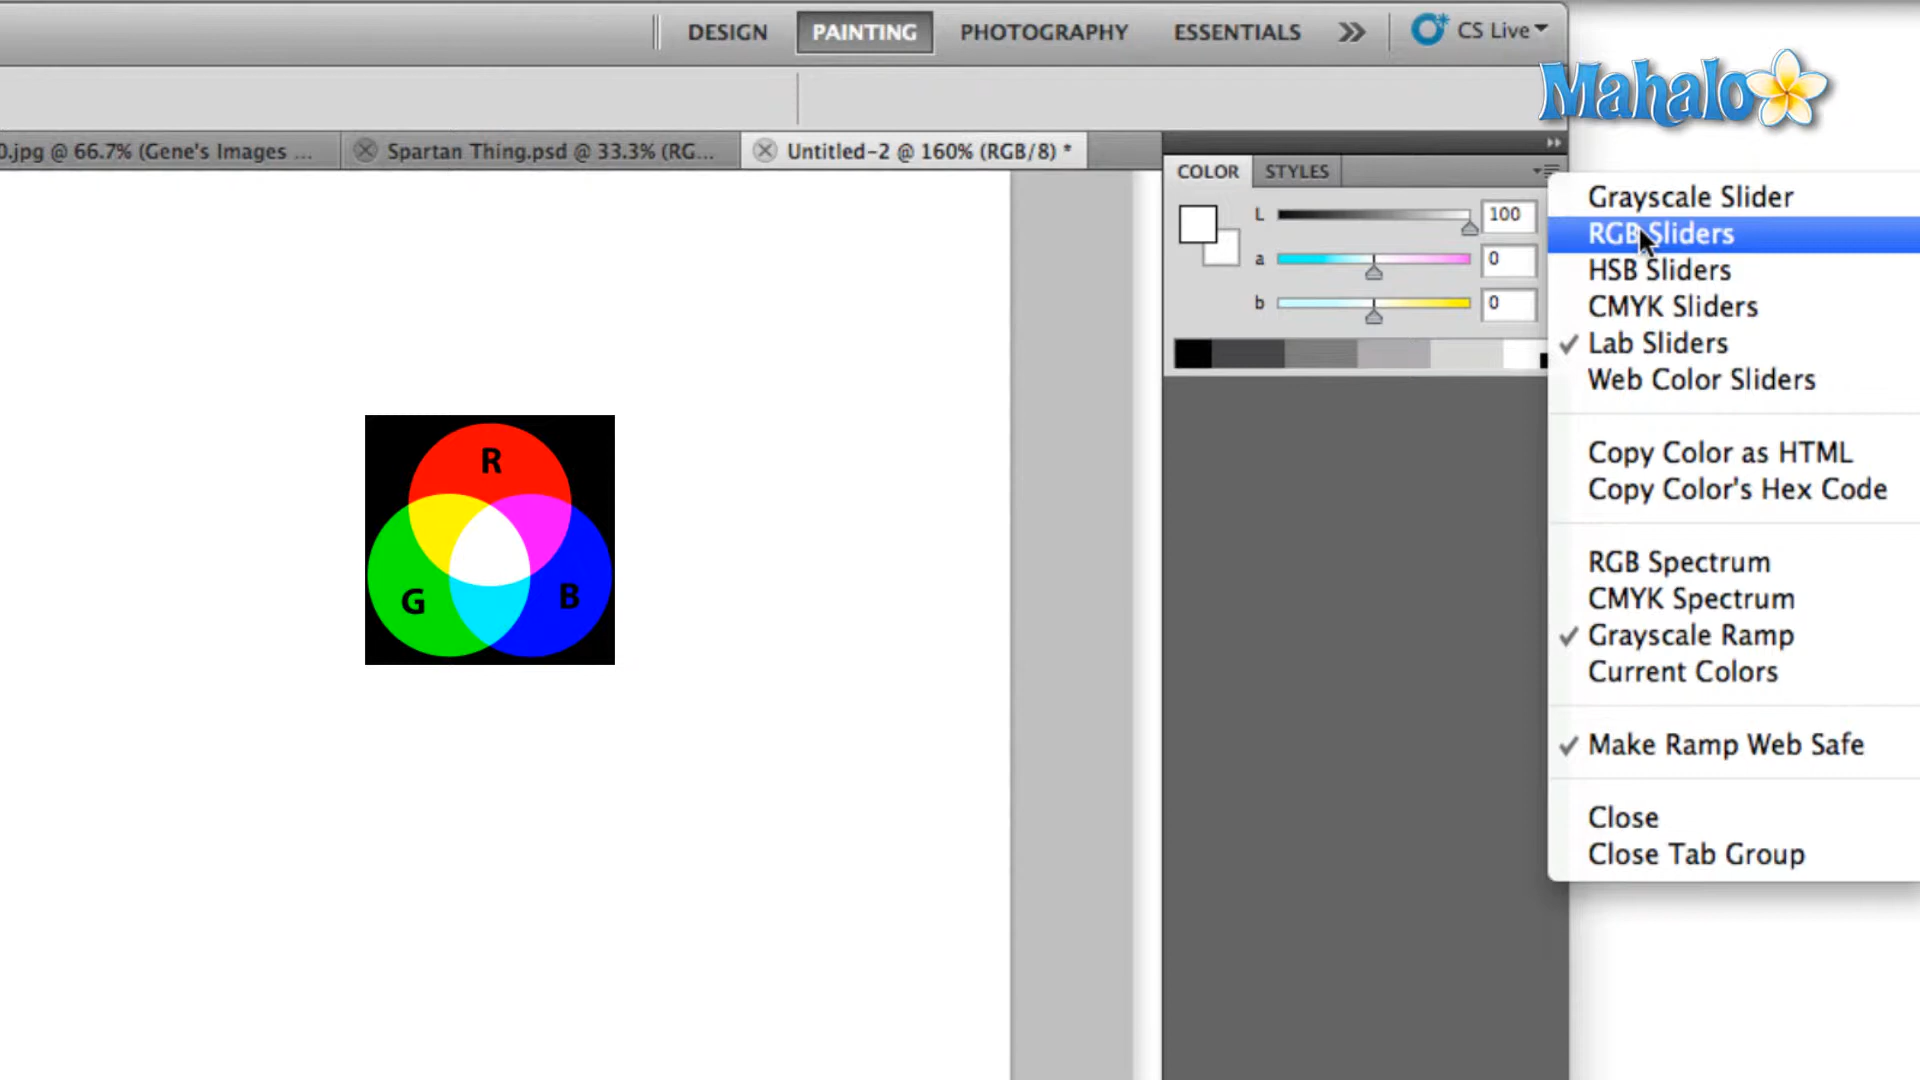 DESIGN PAINTING PHOTOGRAPHY ESSENTIALS CS Live
Mahalo
0.jpg @ 66.7% (Gene's Images ... Spartan Thing.psd @ 33.3% (RG... Untitled-2 @ 160% (RGB/8) *
COLOR STYLES
L 100
a 0
b 0
Grayscale Slider
RGB Sliders
HSB Sliders
CMYK Sliders
Lab Sliders
Web Color Sliders
Copy Color as HTML
Copy Color's Hex Code
RGB Spectrum
CMYK Spectrum
Grayscale Ramp
Current Colors
Make Ramp Web Safe
Close
Close Tab Group
R
G B